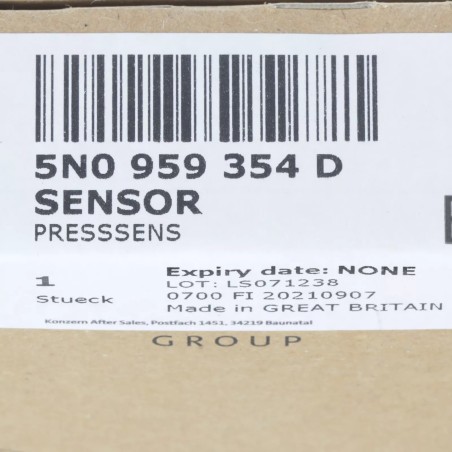 5N0 959 354 D
SENSOR
PRESSSENS
1
Stueck
Expiry date: NONE
LOT: LS071238
0700 FI 20210907
Made in GREAT BRITAIN
Konzern After Sales, Postfach 1451, 34219 Baunatal
GROUP